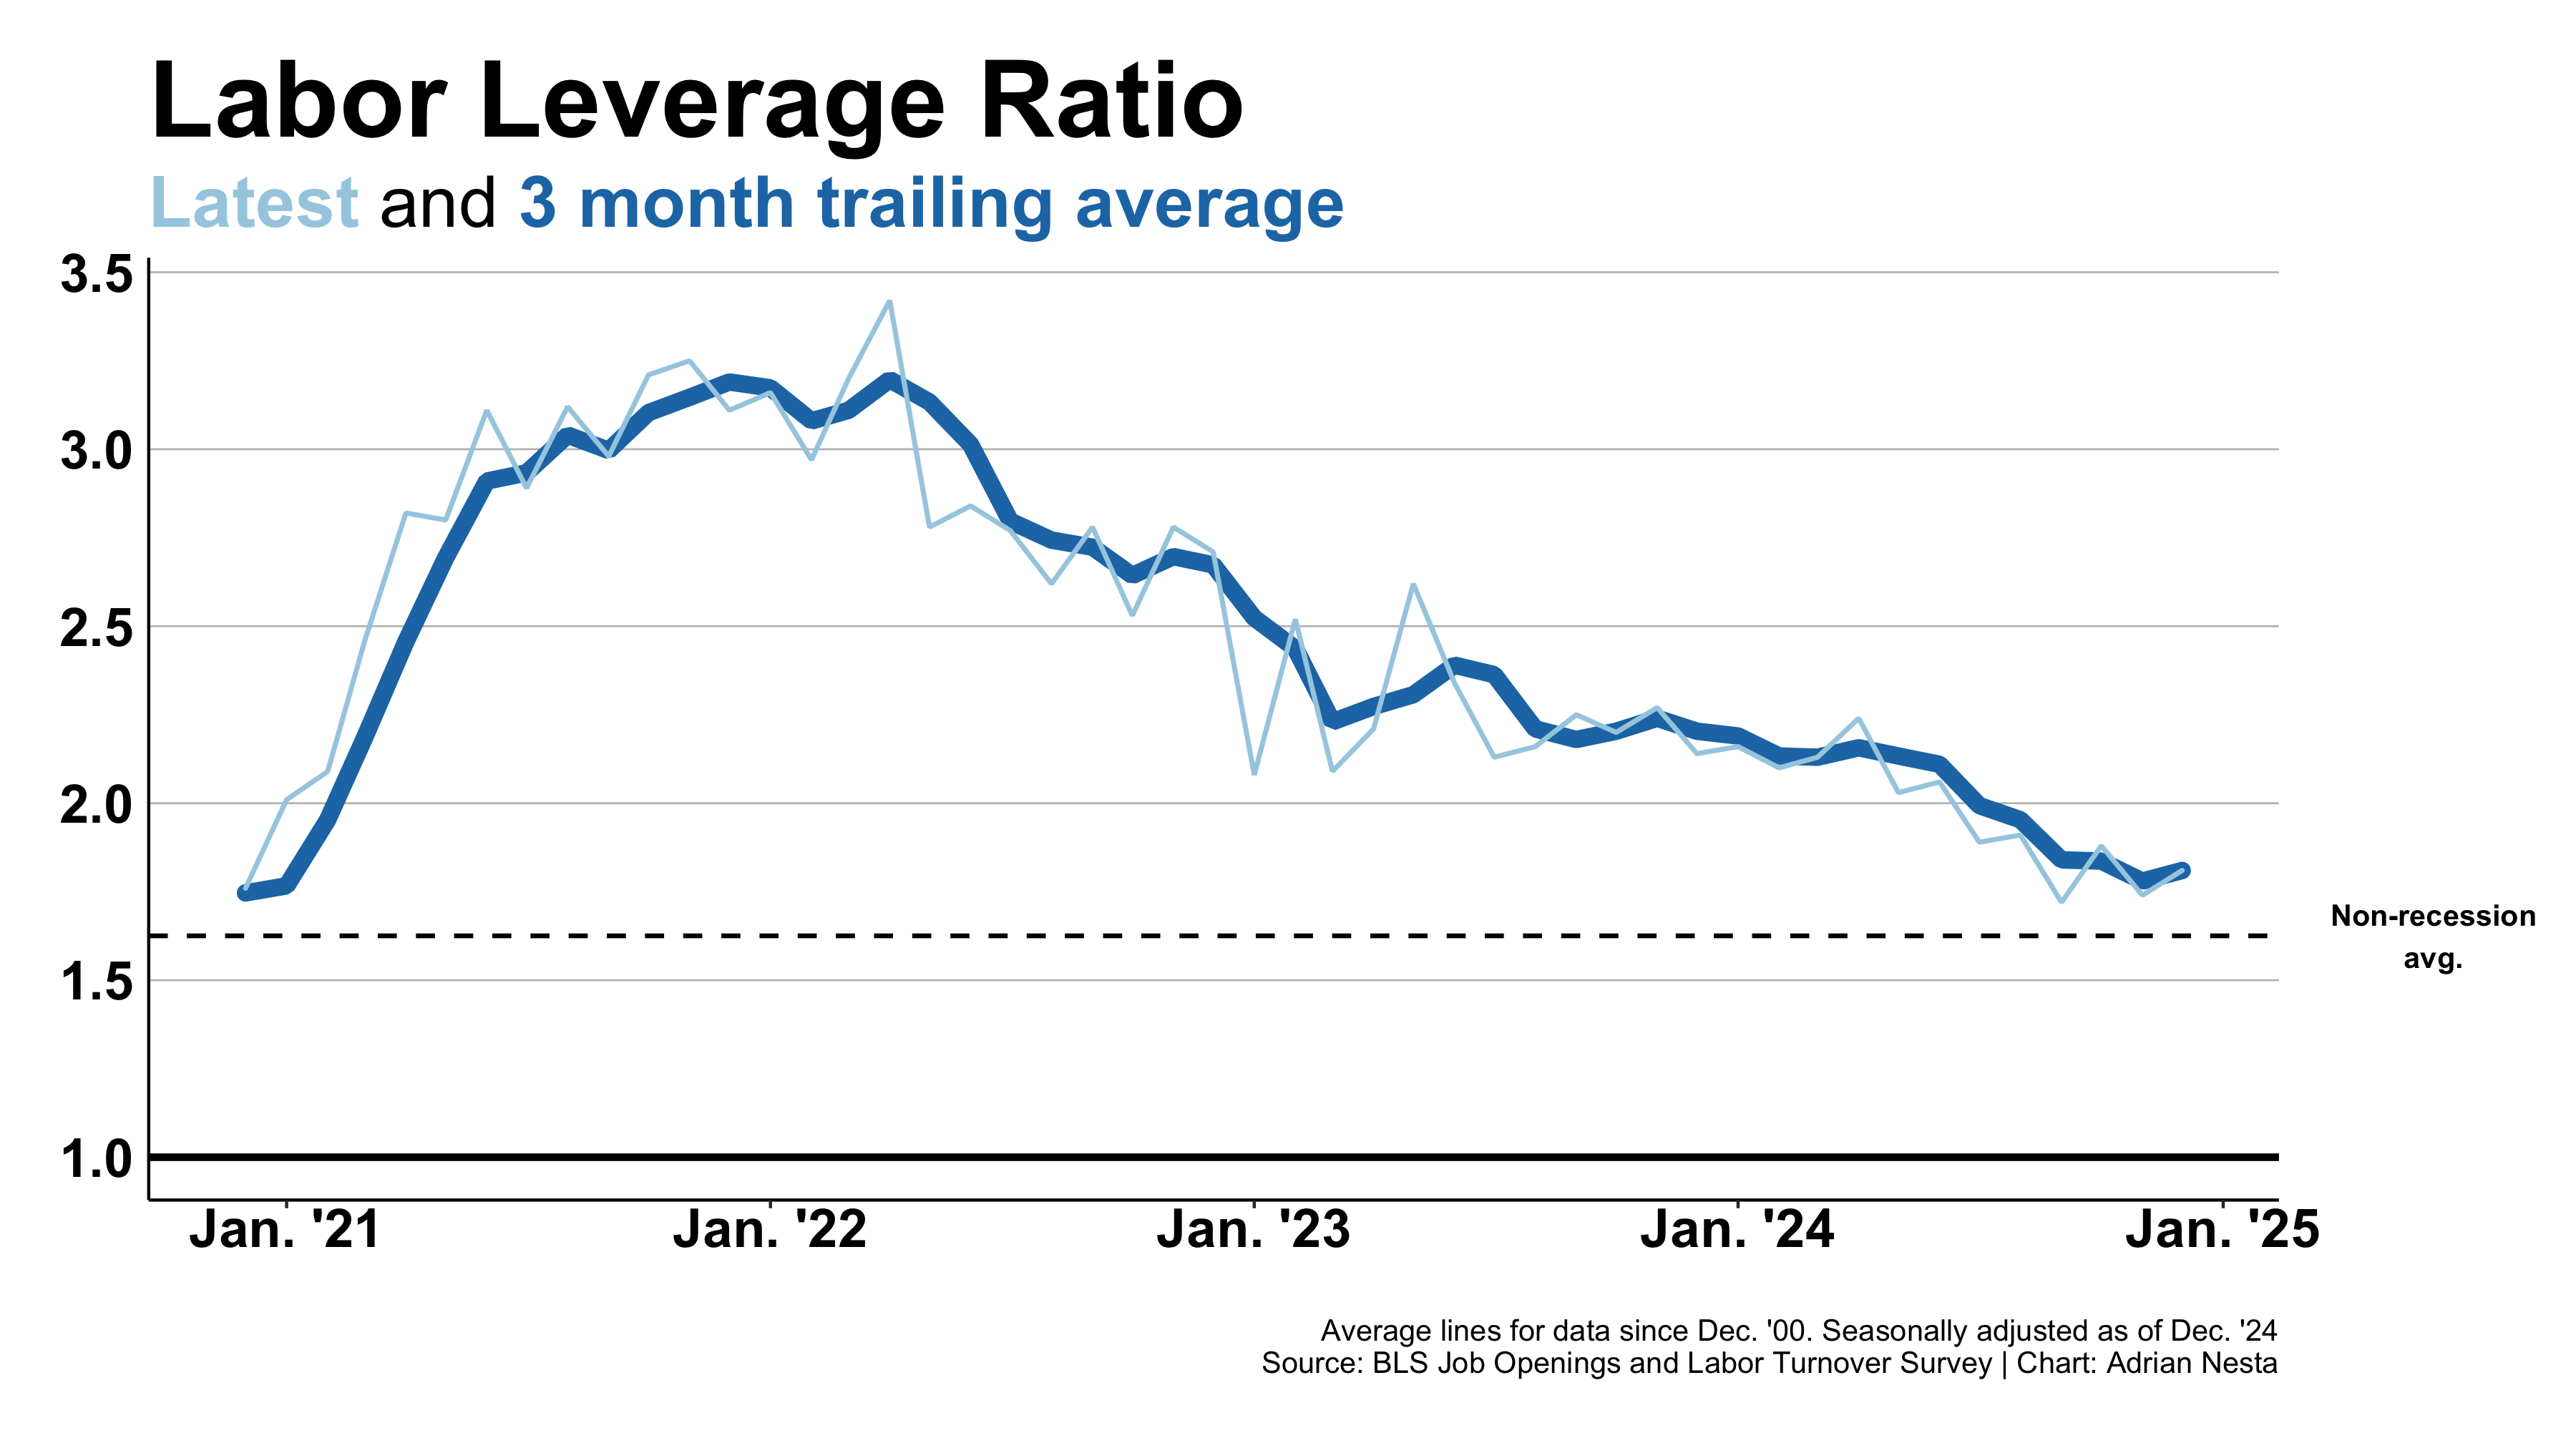 Labor Leverage Ratio
Latest and 3 month trailing average
3.5
3.0
2.5
2.0
1.5
1.0
Non-recession
avg.
Jan. '21 Jan. '22 Jan. '23 Jan. '24 Jan. '25
Average lines for data since Dec. '00. Seasonally adjusted as of Dec. '24
Source: BLS Job Openings and Labor Turnover Survey | Chart: Adrian Nesta